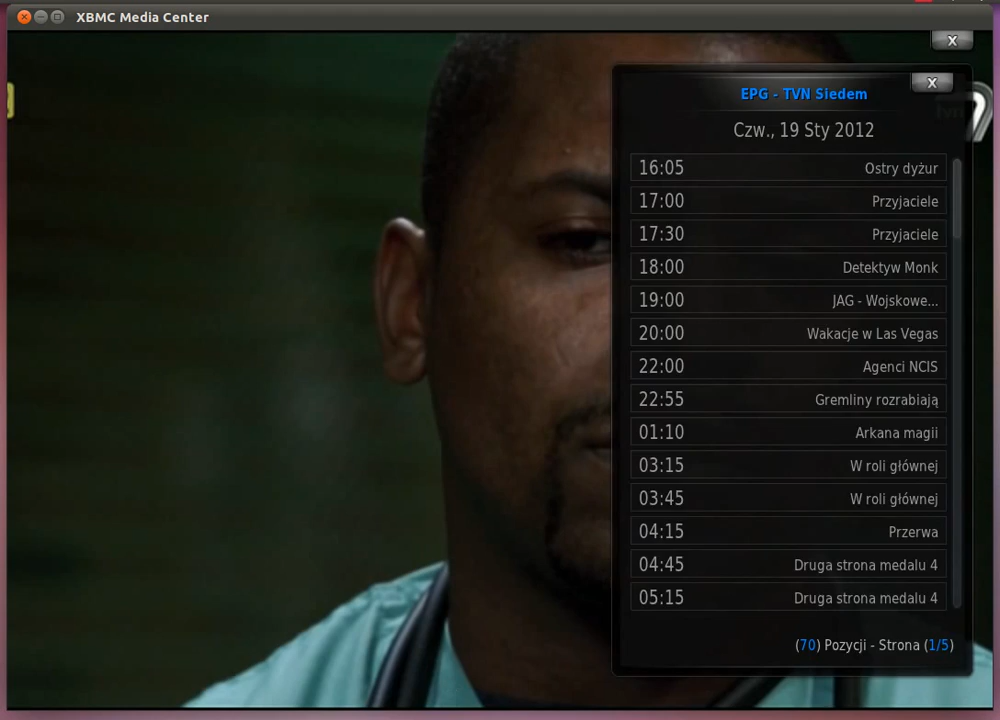 XBMC Media Center
X
X
EPG - TVN Siedem
Czw., 19 Sty 2012
16:05 Ostry dyżur
17:00 Przyjaciele
17:30 Przyjaciele
18:00 Detektyw Monk
19:00 JAG - Wojskowe...
20:00 Wakacje w Las Vegas
22:00 Agenci NCIS
22:55 Gremliny rozrabiają
01:10 Arkana magii
03:15 W roli głównej
03:45 W roli głównej
04:15 Przerwa
04:45 Druga strona medalu 4
05:15 Druga strona medalu 4
(70) Pozycji - Strona (1/5)